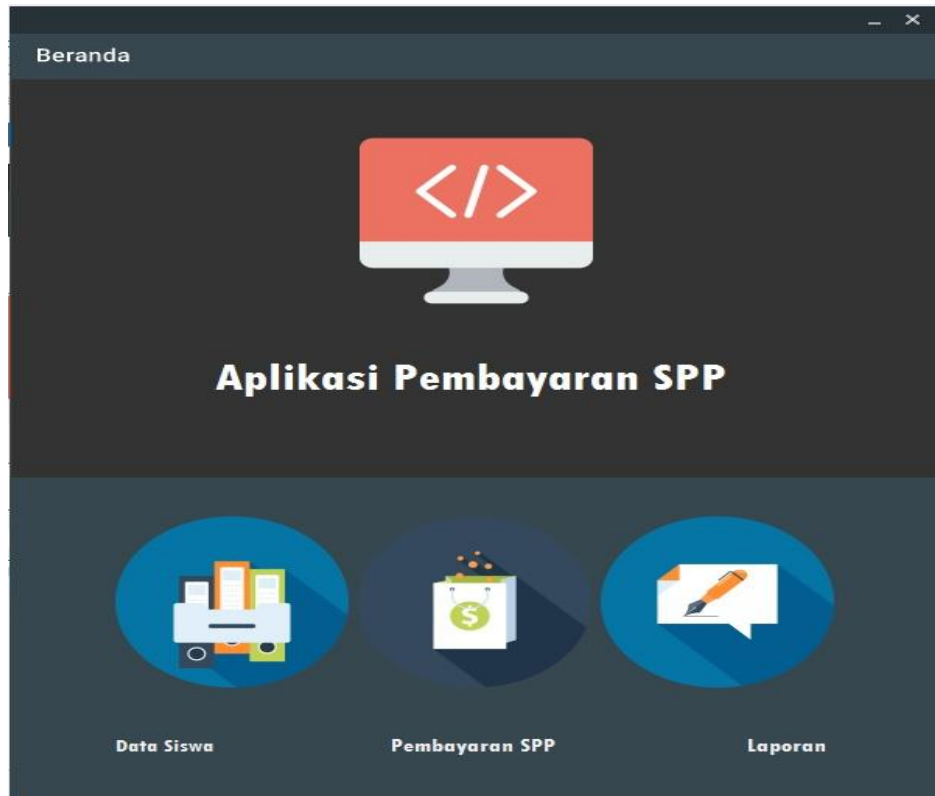 Beranda
</>
Aplikasi Pembayaran SPP
$
Data Siswa Pembayaran SPP Laporan